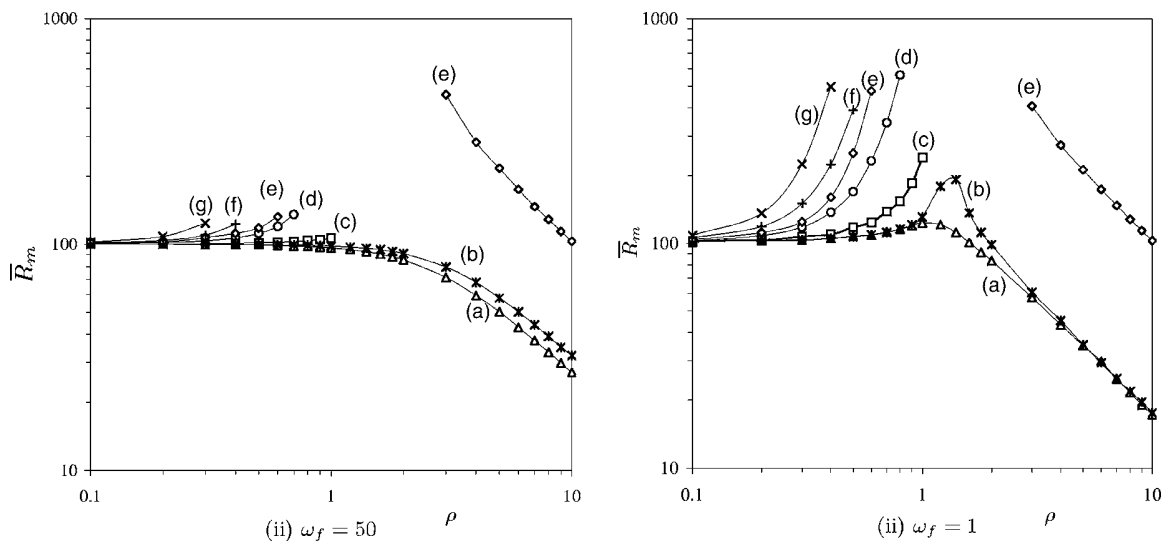 1000
100
10
R̅m
0.1
1
10
ρ
(a)
(b)
(c)
(d)
(e)
(f)
(g)
(e)
(ii) ωf = 50
1000
100
10
R̅m
0.1
1
10
ρ
(a)
(b)
(c)
(d)
(e)
(f)
(g)
(e)
(ii) ωf = 1